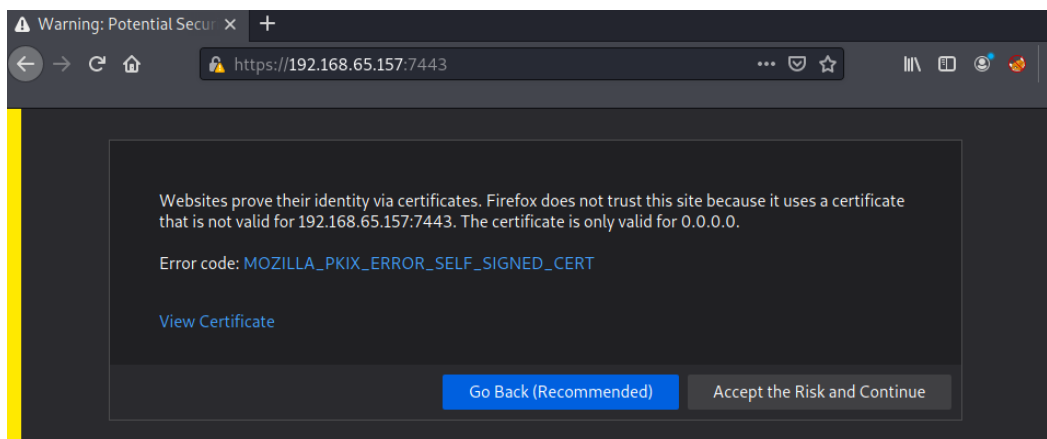 Warning: Potential Secur
https://192.168.65.157:7443
Websites prove their identity via certificates. Firefox does not trust this site because it uses a certificate
that is not valid for 192.168.65.157:7443. The certificate is only valid for 0.0.0.0.
Error code: MOZILLA_PKIX_ERROR_SELF_SIGNED_CERT
View Certificate
Go Back (Recommended) Accept the Risk and Continue